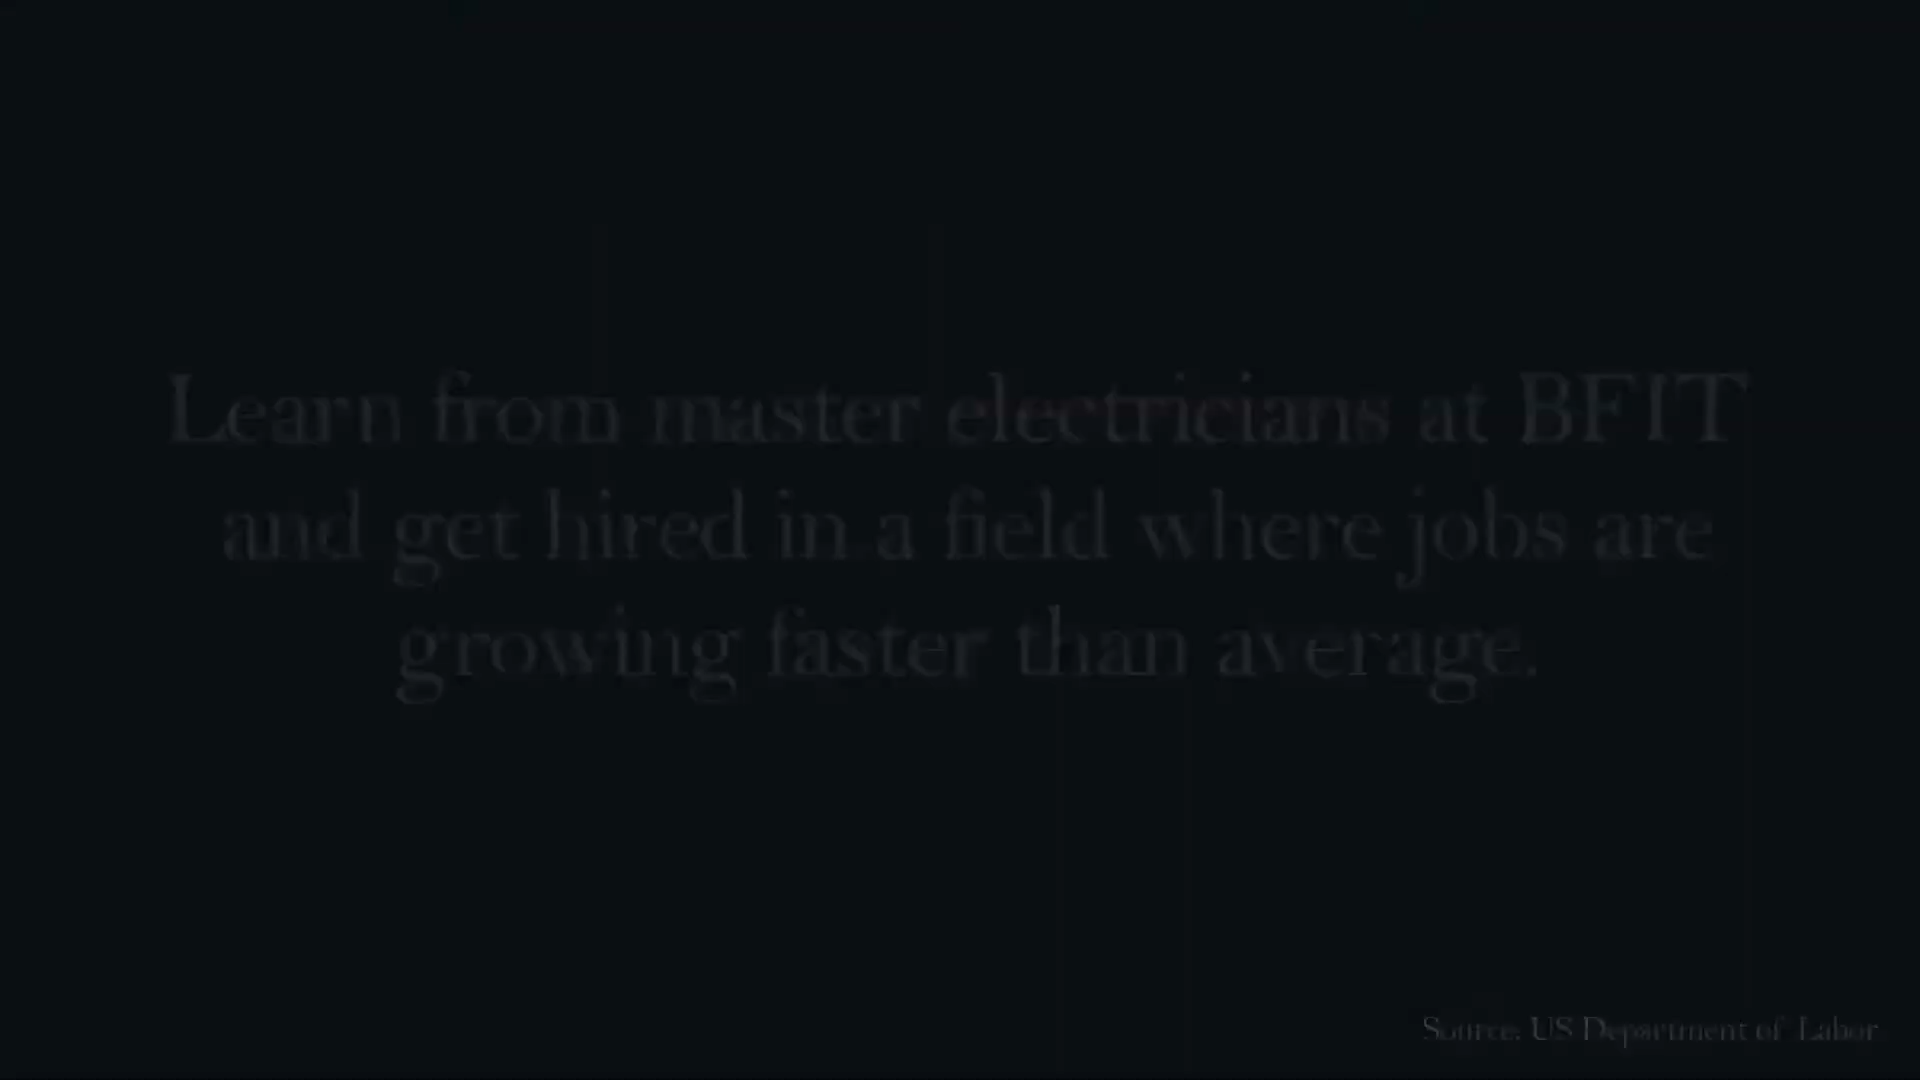 Learn from master electricians at BFIT
and get hired in a field where jobs are
growing faster than average.
Source: US Department of Labor